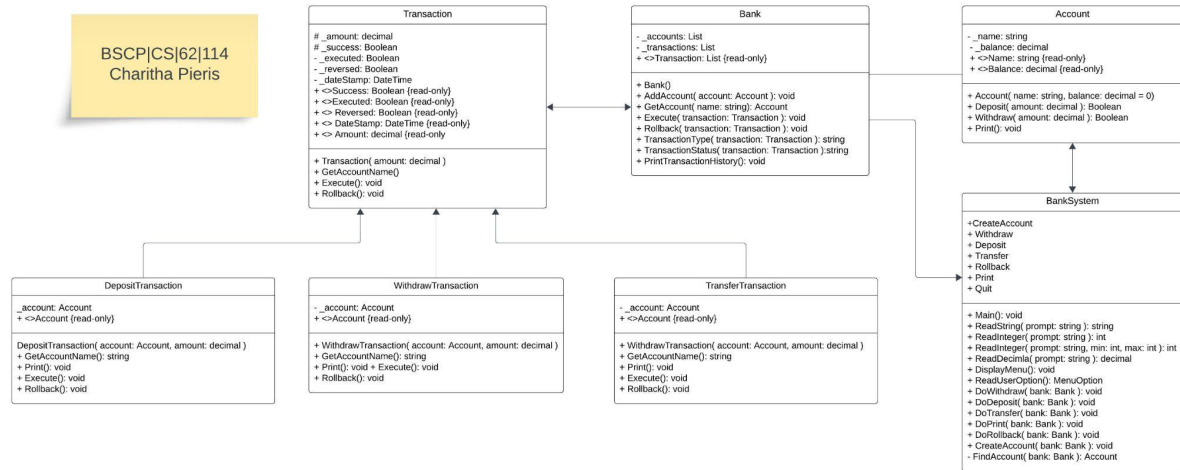 BSCP|CS|62|114
Charitha Pieris
Transaction
# _amount: decimal
# _success: Boolean
- _executed: Boolean
- _reversed: Boolean
- _dateStamp: DateTime
+ <>Success: Boolean {read-only}
+ <>Executed: Boolean {read-only}
+ <> Reversed: Boolean {read-only}
+ <> DateStamp: DateTime {read-only}
+ <> Amount: decimal {read-only
+ Transaction( amount: decimal )
+ GetAccountName()
+ Execute(): void
+ Rollback(): void
Bank
- _accounts: List
- _transactions: List
+ <>Transaction: List {read-only}
+ Bank()
+ AddAccount( account: Account ): void
+ GetAccount( name: string): Account
+ Execute( transaction: Transaction ): void
+ Rollback( transaction: Transaction ): void
+ TransactionType( transaction: Transaction ): string
+ TransactionStatus( transaction: Transaction ):string
+ PrintTransactionHistory(): void
Account
- _name: string
- _balance: decimal
+ <>Name: string {read-only}
+ <>Balance: decimal {read-only}
+ Account( name: string, balance: decimal = 0)
+ Deposit( amount: decimal ): Boolean
+ Withdraw( amount: decimal ): Boolean
+ Print(): void
BankSystem
+CreateAccount
+ Withdraw
+ Deposit
+ Transfer
+ Rollback
+ Print
+ Quit
+ Main(): void
+ ReadString( prompt: string ): string
+ ReadInteger( prompt: string ): int
+ ReadInteger( prompt: string, min: int, max: int ): int
+ ReadDecimla( prompt: string ): decimal
+ DisplayMenu(): void
+ ReadUserOption(): MenuOption
+ DoWithdraw( bank: Bank ): void
+ DoDeposit( bank: Bank ): void
+ DoTransfer( bank: Bank ): void
+ DoPrint( bank: Bank ): void
+ DoRollback( bank: Bank ): void
+ CreateAccount( bank: Bank ): void
- FindAccount( bank: Bank ): Account
DepositTransaction
_account: Account
+ <>Account {read-only}
DepositTransaction( account: Account, amount: decimal )
+ GetAccountName(): string
+ Print(): void
+ Execute(): void
+ Rollback(): void
WithdrawTransaction
- _account: Account
+ <>Account {read-only}
+ WithdrawTransaction( account: Account, amount: decimal )
+ GetAccountName(): string
+ Print(): void + Execute(): void
+ Rollback(): void
TransferTransaction
- _account: Account
+ <>Account {read-only}
+ WithdrawTransaction( account: Account, amount: decimal )
+ GetAccountName(): string
+ Print(): void
+ Execute(): void
+ Rollback(): void